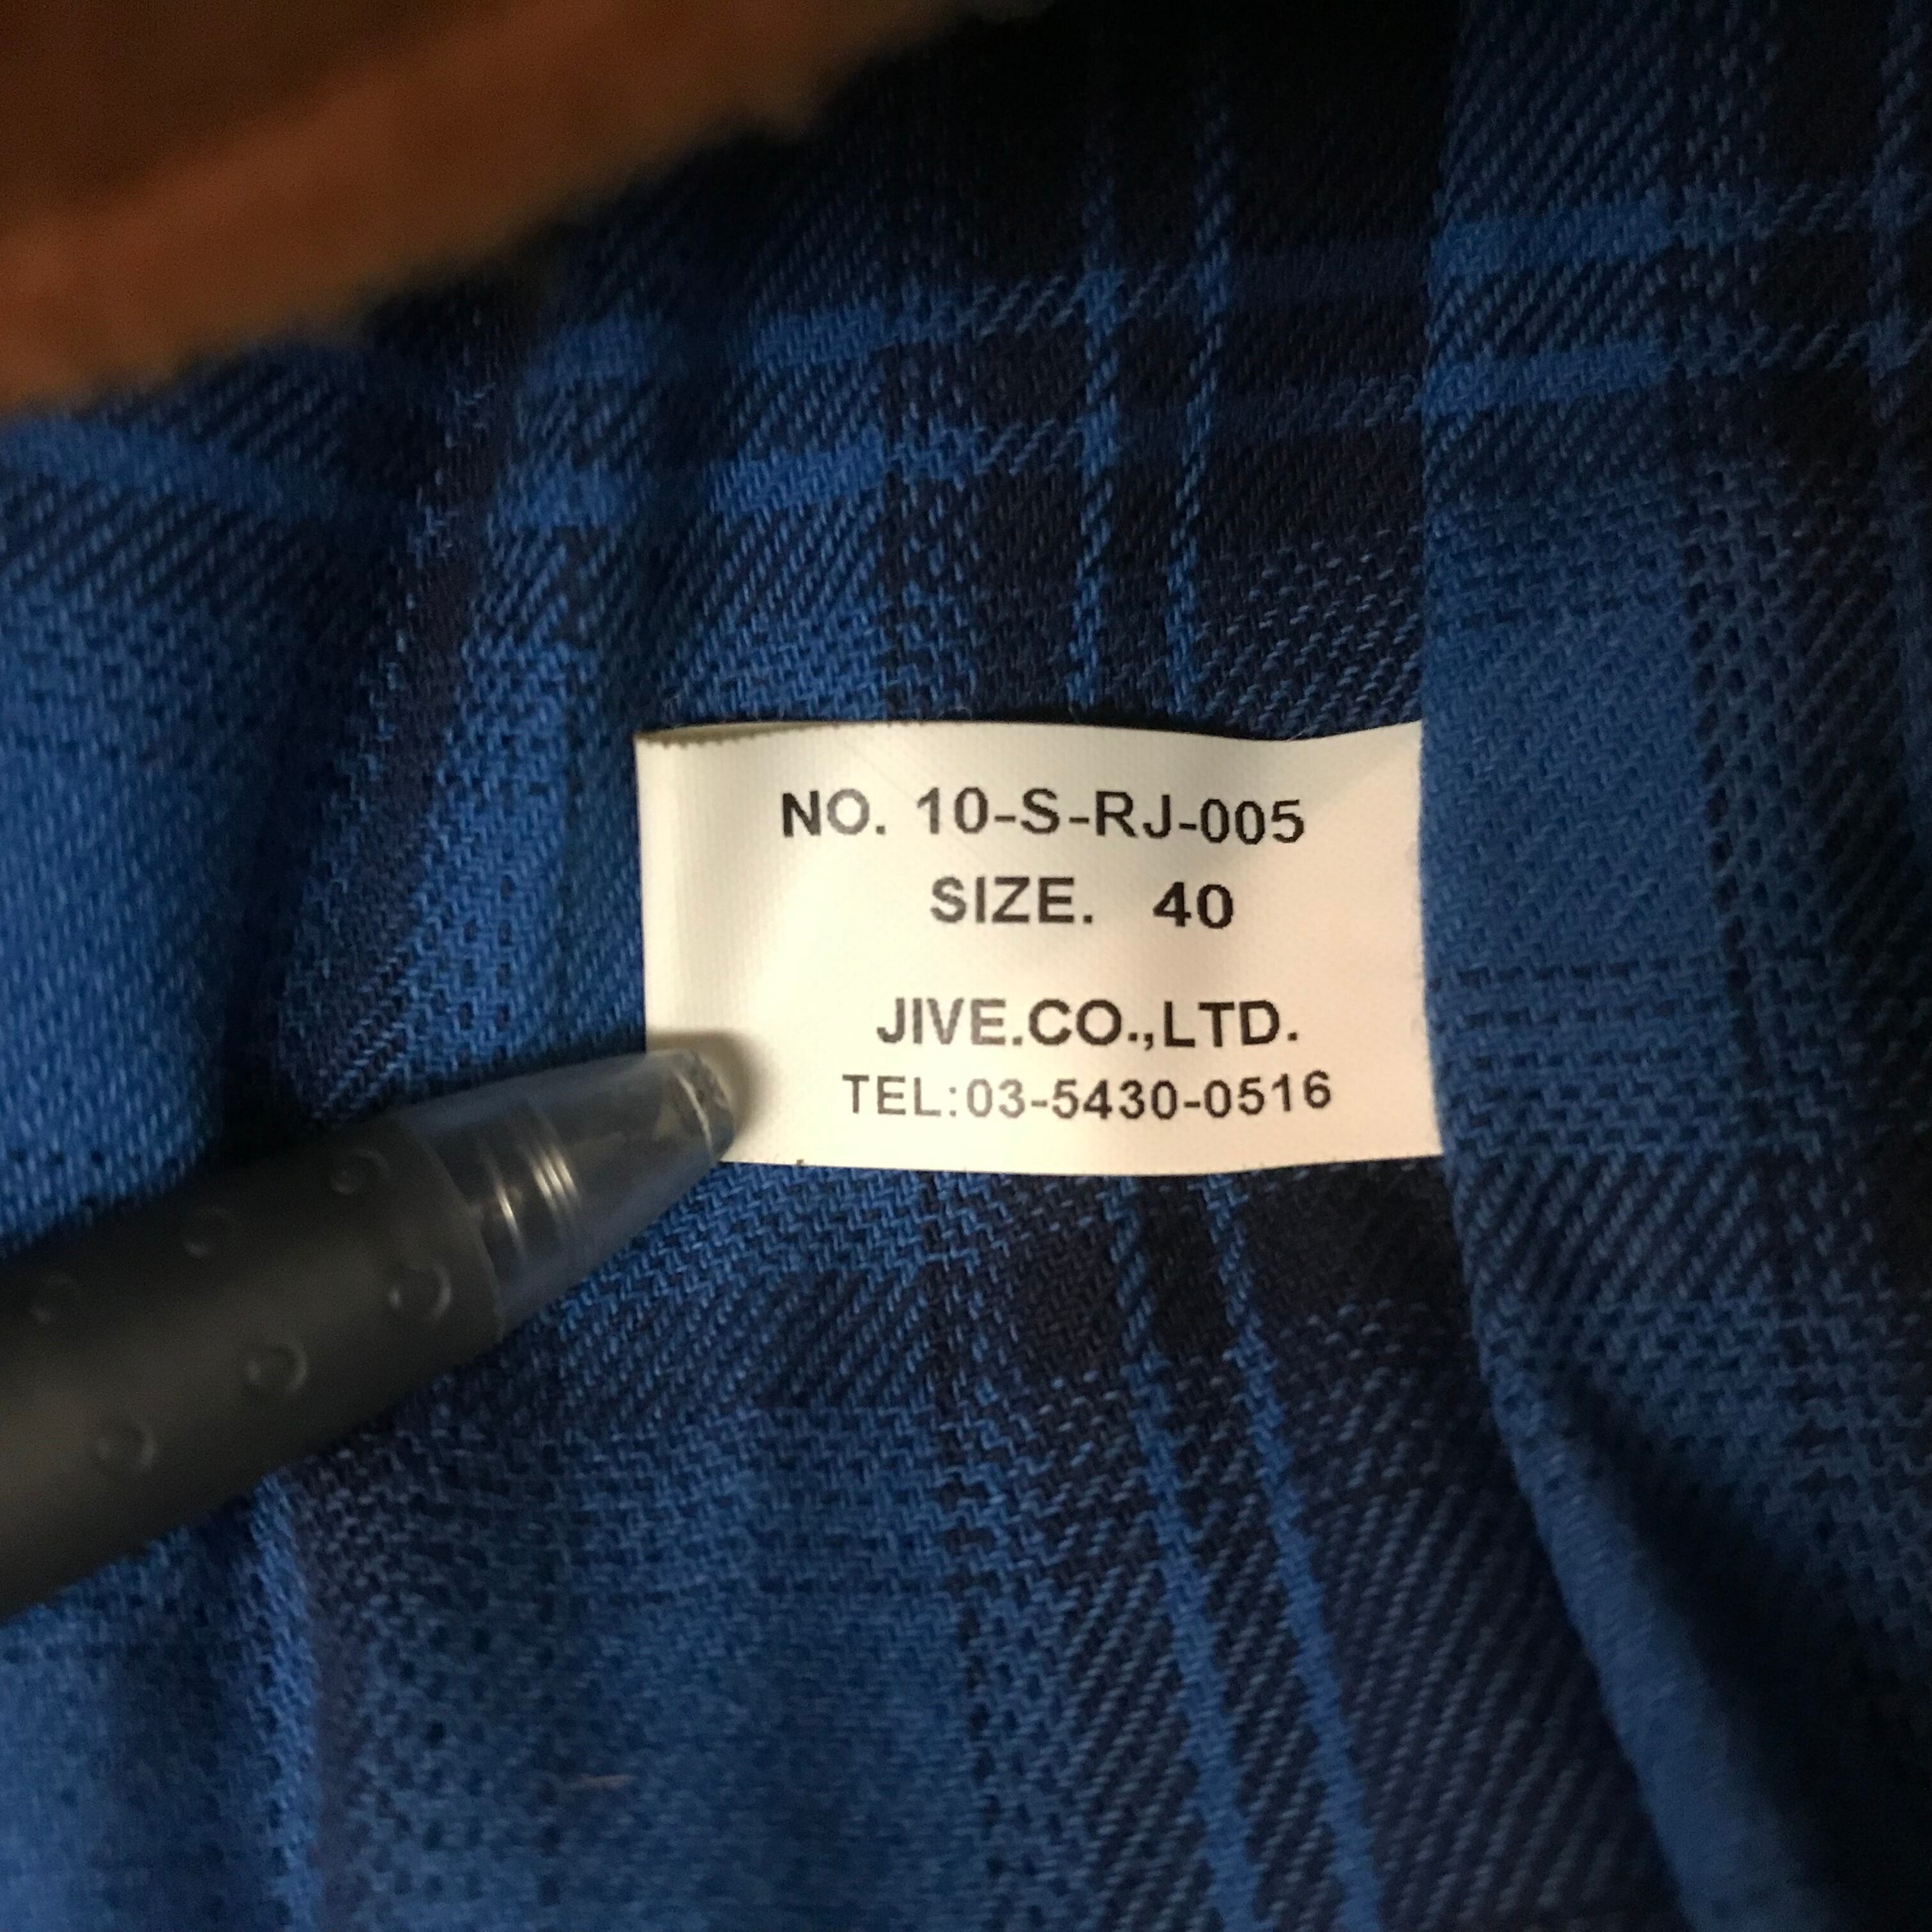 NO. 10-S-RJ-005
SIZE. 40
JIVE.CO.,LTD.
TEL:03-5430-0516